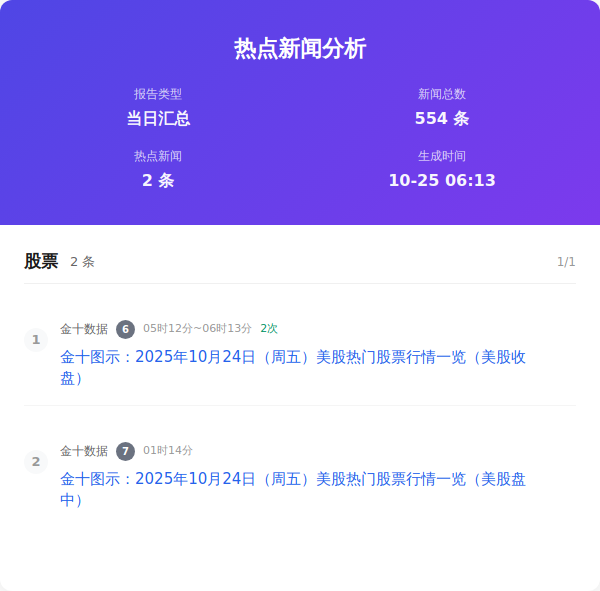 热点新闻分析
报告类型
当日汇总
新闻总数
554 条
热点新闻
2 条
生成时间
10-25 06:13
股票 2 条 1/1
1
金十数据 6 05时12分~06时13分 2次
金十图示：2025年10月24日（周五）美股热门股票行情一览（美股收
盘）
2
金十数据 7 01时14分
金十图示：2025年10月24日（周五）美股热门股票行情一览（美股盘
中）